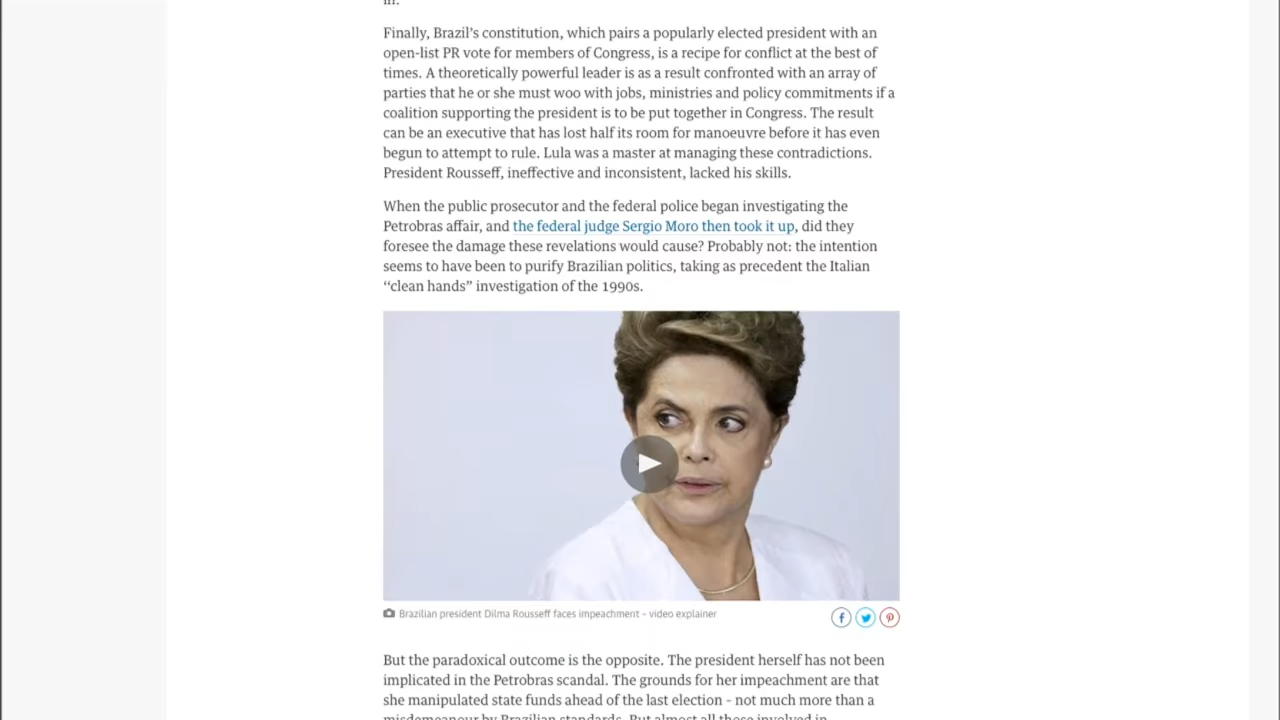 in.
Finally, Brazil’s constitution, which pairs a popularly elected president with an
open-list PR vote for members of Congress, is a recipe for conflict at the best of
times. A theoretically powerful leader is as a result confronted with an array of
parties that he or she must woo with jobs, ministries and policy commitments if a
coalition supporting the president is to be put together in Congress. The result
can be an executive that has lost half its room for manoeuvre before it has even
begun to attempt to rule. Lula was a master at managing these contradictions.
President Rousseff, ineffective and inconsistent, lacked his skills.
When the public prosecutor and the federal police began investigating the
Petrobras affair, and the federal judge Sergio Moro then took it up, did they
foresee the damage these revelations would cause? Probably not: the intention
seems to have been to purify Brazilian politics, taking as precedent the Italian
“clean hands” investigation of the 1990s.
Brazilian president Dilma Rousseff faces impeachment - video explainer
But the paradoxical outcome is the opposite. The president herself has not been
implicated in the Petrobras scandal. The grounds for her impeachment are that
she manipulated state funds ahead of the last election – not much more than a
misdemeanour by Brazilian standards. But almost all those involved in